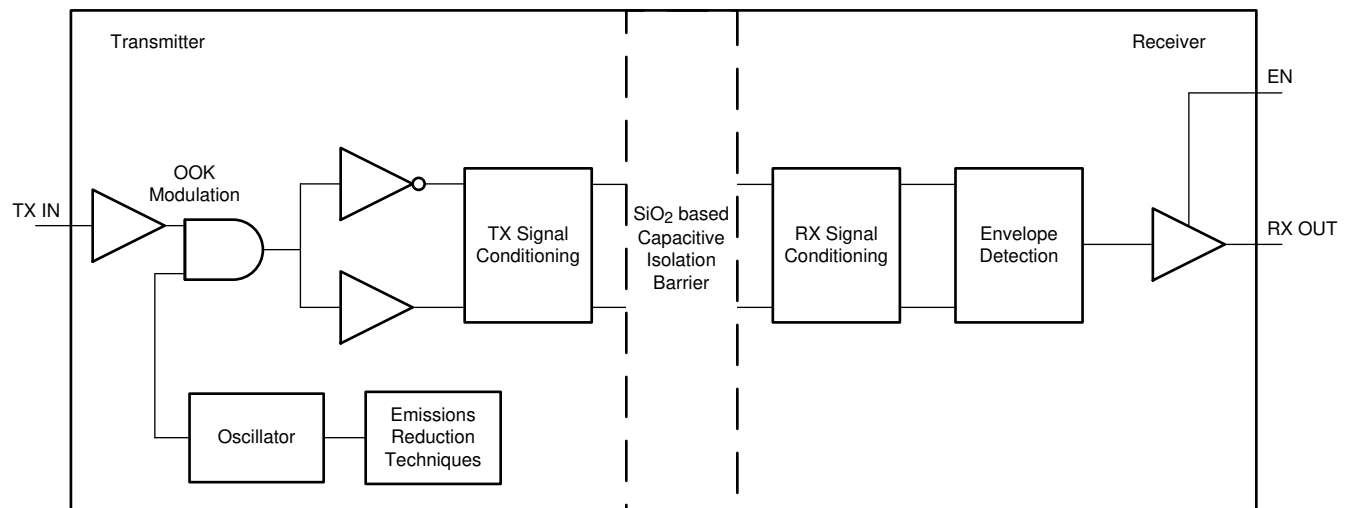 Transmitter
Receiver
EN
OOK
Modulation
TX IN
TX Signal
Conditioning
SiO2 based
Capacitive
Isolation
Barrier
RX Signal
Conditioning
Envelope
Detection
RX OUT
Oscillator
Emissions
Reduction
Techniques